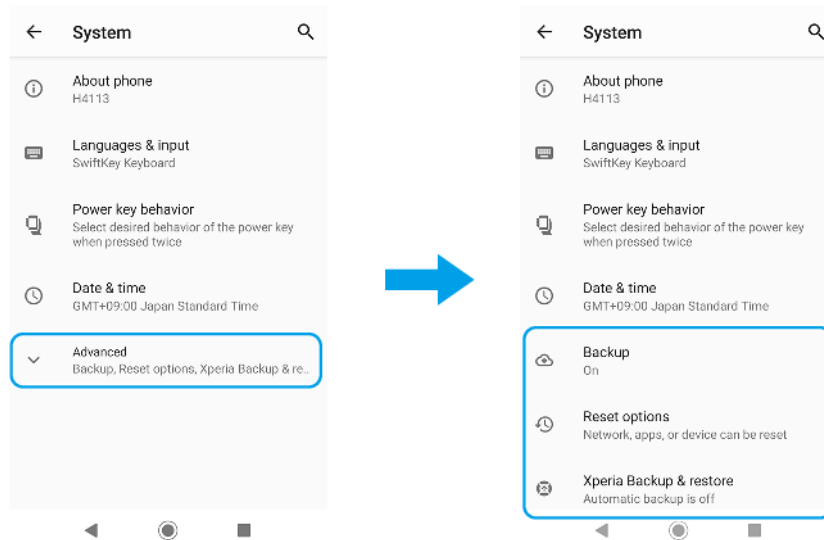 System
About phone
H4113
Languages & input
SwiftKey Keyboard
Power key behavior
Select desired behavior of the power key
when pressed twice
Date & time
GMT+09:00 Japan Standard Time
Advanced
Backup, Reset options, Xperia Backup & re..
System
About phone
H4113
Languages & input
SwiftKey Keyboard
Power key behavior
Select desired behavior of the power key
when pressed twice
Date & time
GMT+09:00 Japan Standard Time
Backup
On
Reset options
Network, apps, or device can be reset
Xperia Backup & restore
Automatic backup is off